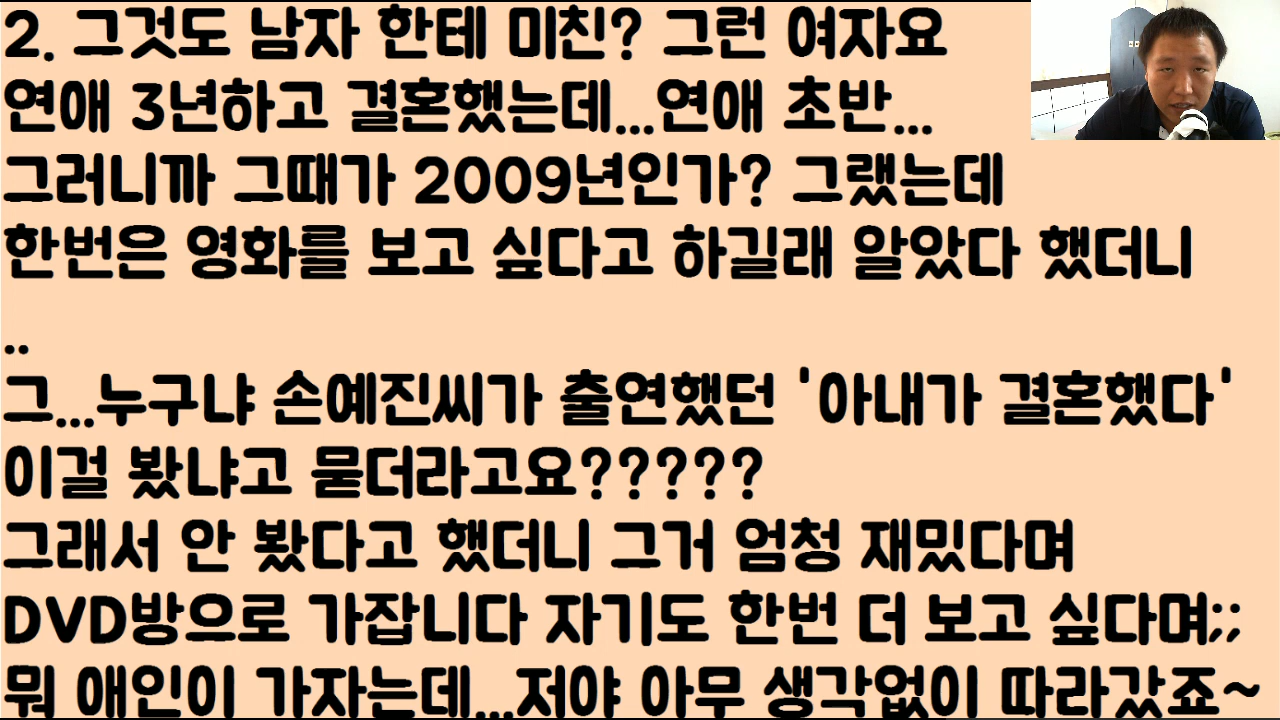 2. 그것도 남자 한테 미친? 그런 여자요
연애 3년하고 결혼했는데...연애 초반...
그러니까 그때가 2009년인가? 그랬는데
한번은 영화를 보고 싶다고 하길래 알았다 했더니
..
그...누구냐 손예진씨가 출연했던 '아내가 결혼했다'
이걸 봤냐고 묻더라고요?????
그래서 안 봤다고 했더니 그거 엄청 재밌다며
DVD방으로 가잡니다 자기도 한번 더 보고 싶다며;;
뭐 애인이 가자는데...저야 아무 생각없이 따라갔죠~